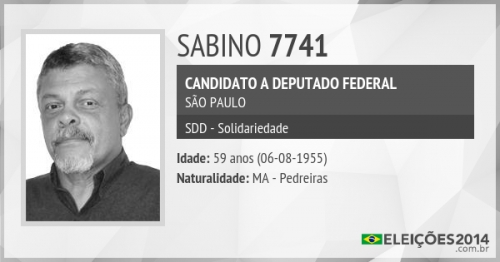 SABINO 7741
CANDIDATO A DEPUTADO FEDERAL
SÃO PAULO
SDD - Solidariedade
Idade: 59 anos (06-08-1955)
Naturalidade: MA - Pedreiras
ELEIÇÕES2014
.com.br